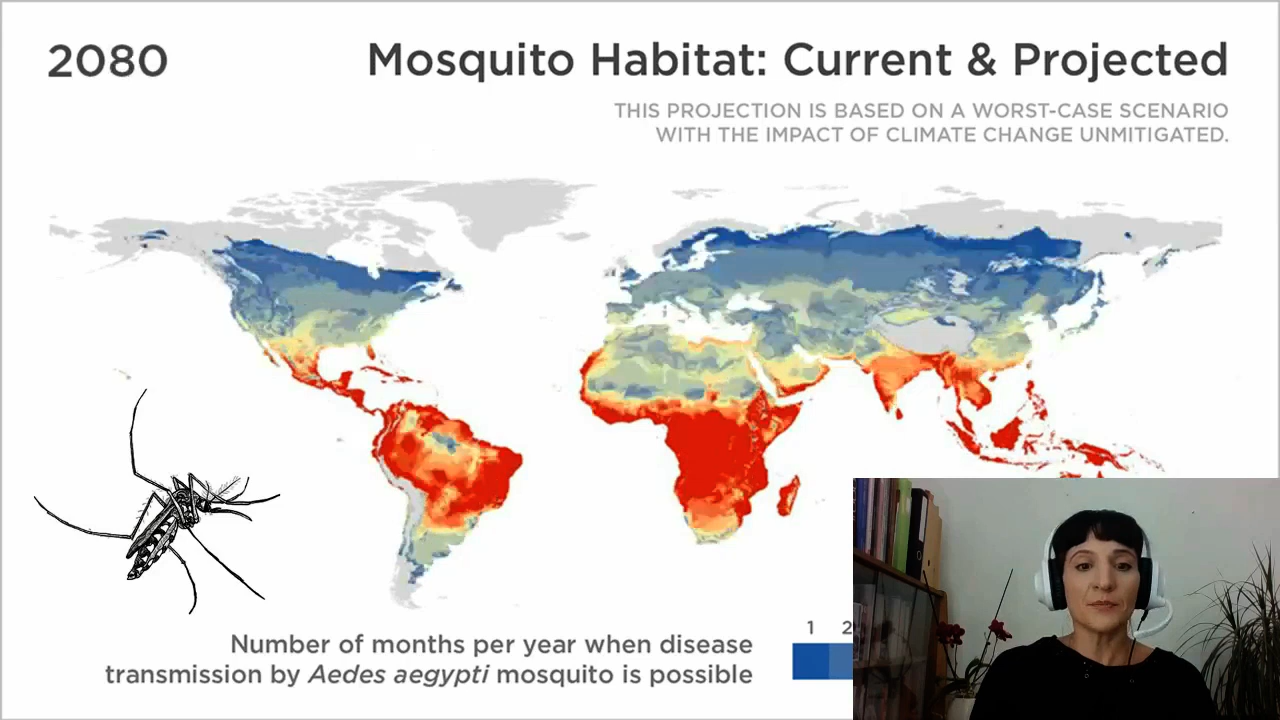 2080
Mosquito Habitat: Current & Projected
THIS PROJECTION IS BASED ON A WORST-CASE SCENARIO
WITH THE IMPACT OF CLIMATE CHANGE UNMITIGATED.
1 2
Number of months per year when disease
transmission by Aedes aegypti mosquito is possible